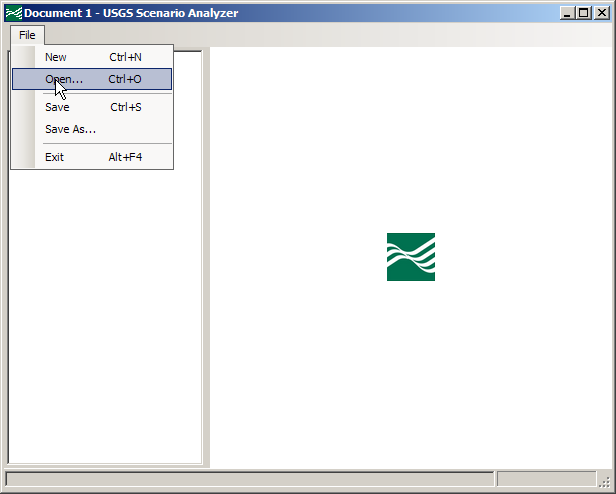 Document 1 - USGS Scenario Analyzer
File
New Ctrl+N
Open... Ctrl+O
Save Ctrl+S
Save As...
Exit Alt+F4